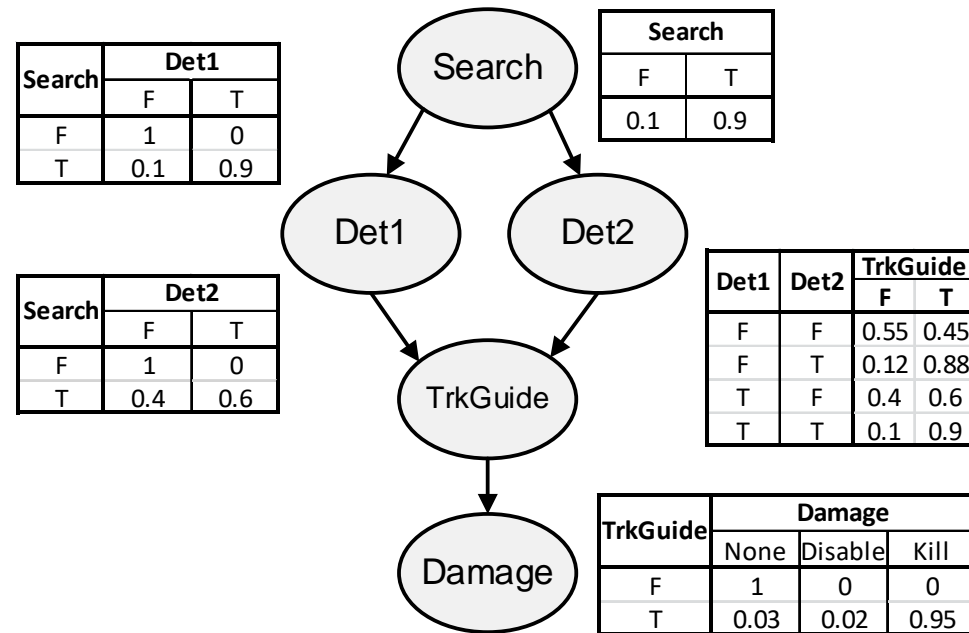 Search
Search
F T
0.1 0.9
Search Det1
F T
F 1 0
T 0.1 0.9
Det1
Det2
Search Det2
F T
F 1 0
T 0.4 0.6
Det1 Det2 TrkGuide
F T
F F 0.55 0.45
F T 0.12 0.88
T F 0.4 0.6
T T 0.1 0.9
TrkGuide
Damage
TrkGuide Damage
None Disable Kill
F 1 0 0
T 0.03 0.02 0.95